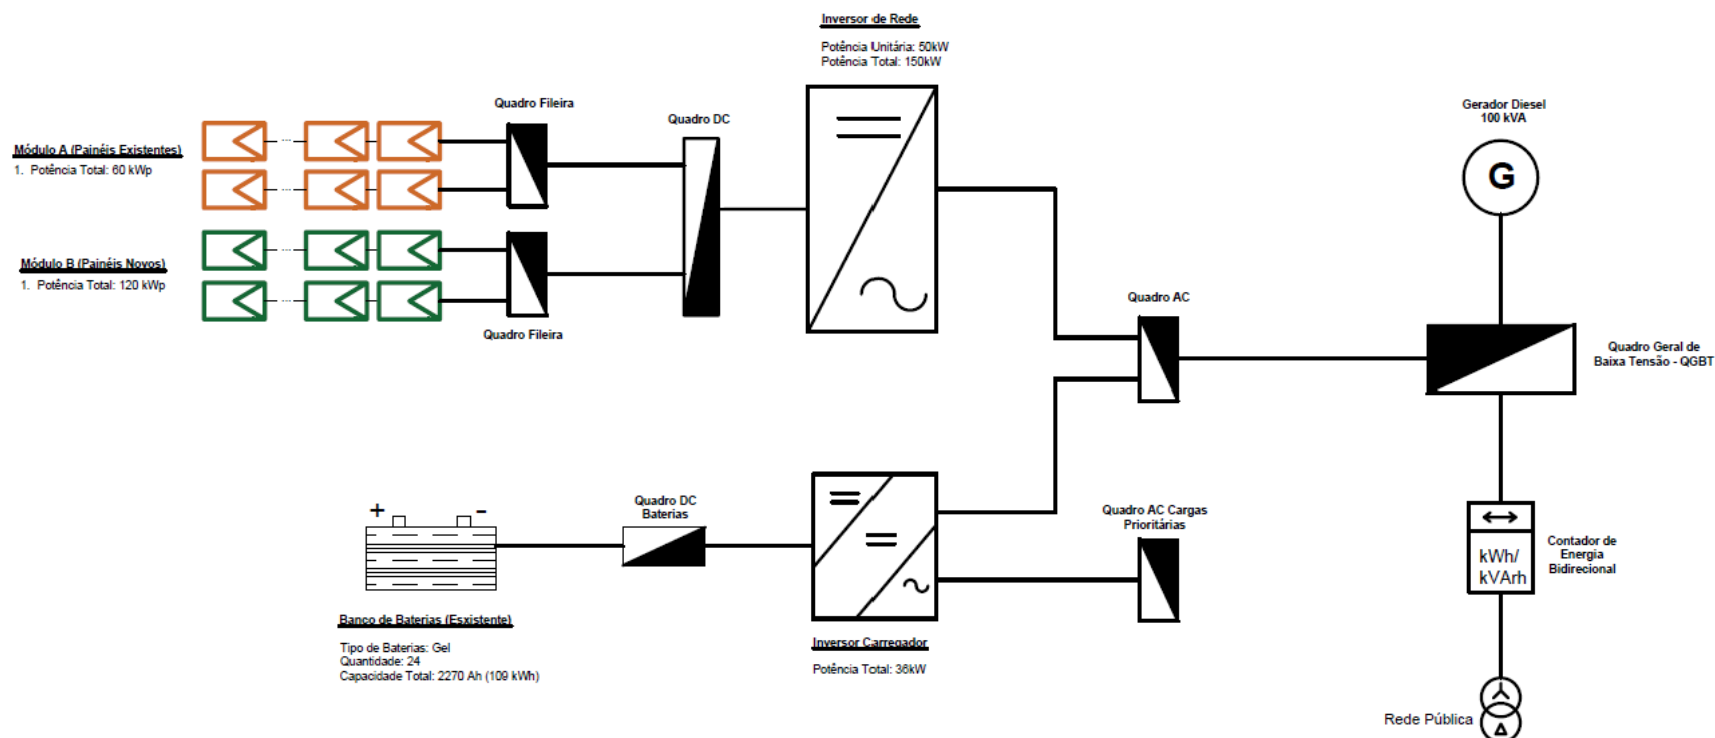 Inversor de Rede
Potência Unitária: 50kW
Potência Total: 150kW
Quadro Fileira
Quadro DC
Gerador Diesel
100 kVA
G
Módulo A (Painéis Existentes)
1. Potência Total: 60 kWp
Módulo B (Painéis Novos)
1. Potência Total: 120 kWp
Quadro Fileira
Quadro AC
Quadro Geral de
Baixa Tensão - QGBT
Quadro DC
Baterias
+ -
Quadro AC Cargas
Prioritárias
kWh/
kVArh
Contador de
Energia
Bidirecional
Banco de Baterias (Esxistente)
Tipo de Baterias: Gel
Quantidade: 24
Capacidade Total: 2270 Ah (109 kWh)
Inversor Carregador
Potência Total: 36kW
Rede Pública